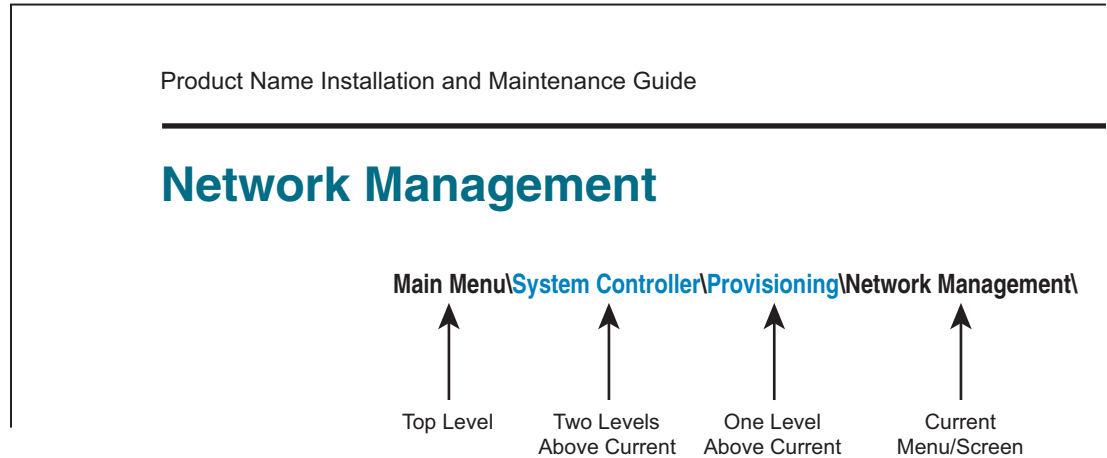 Product Name Installation and Maintenance Guide
Network Management
Main Menu\System Controller\Provisioning\Network Management\
Top Level
Two Levels
Above Current
One Level
Above Current
Current
Menu/Screen